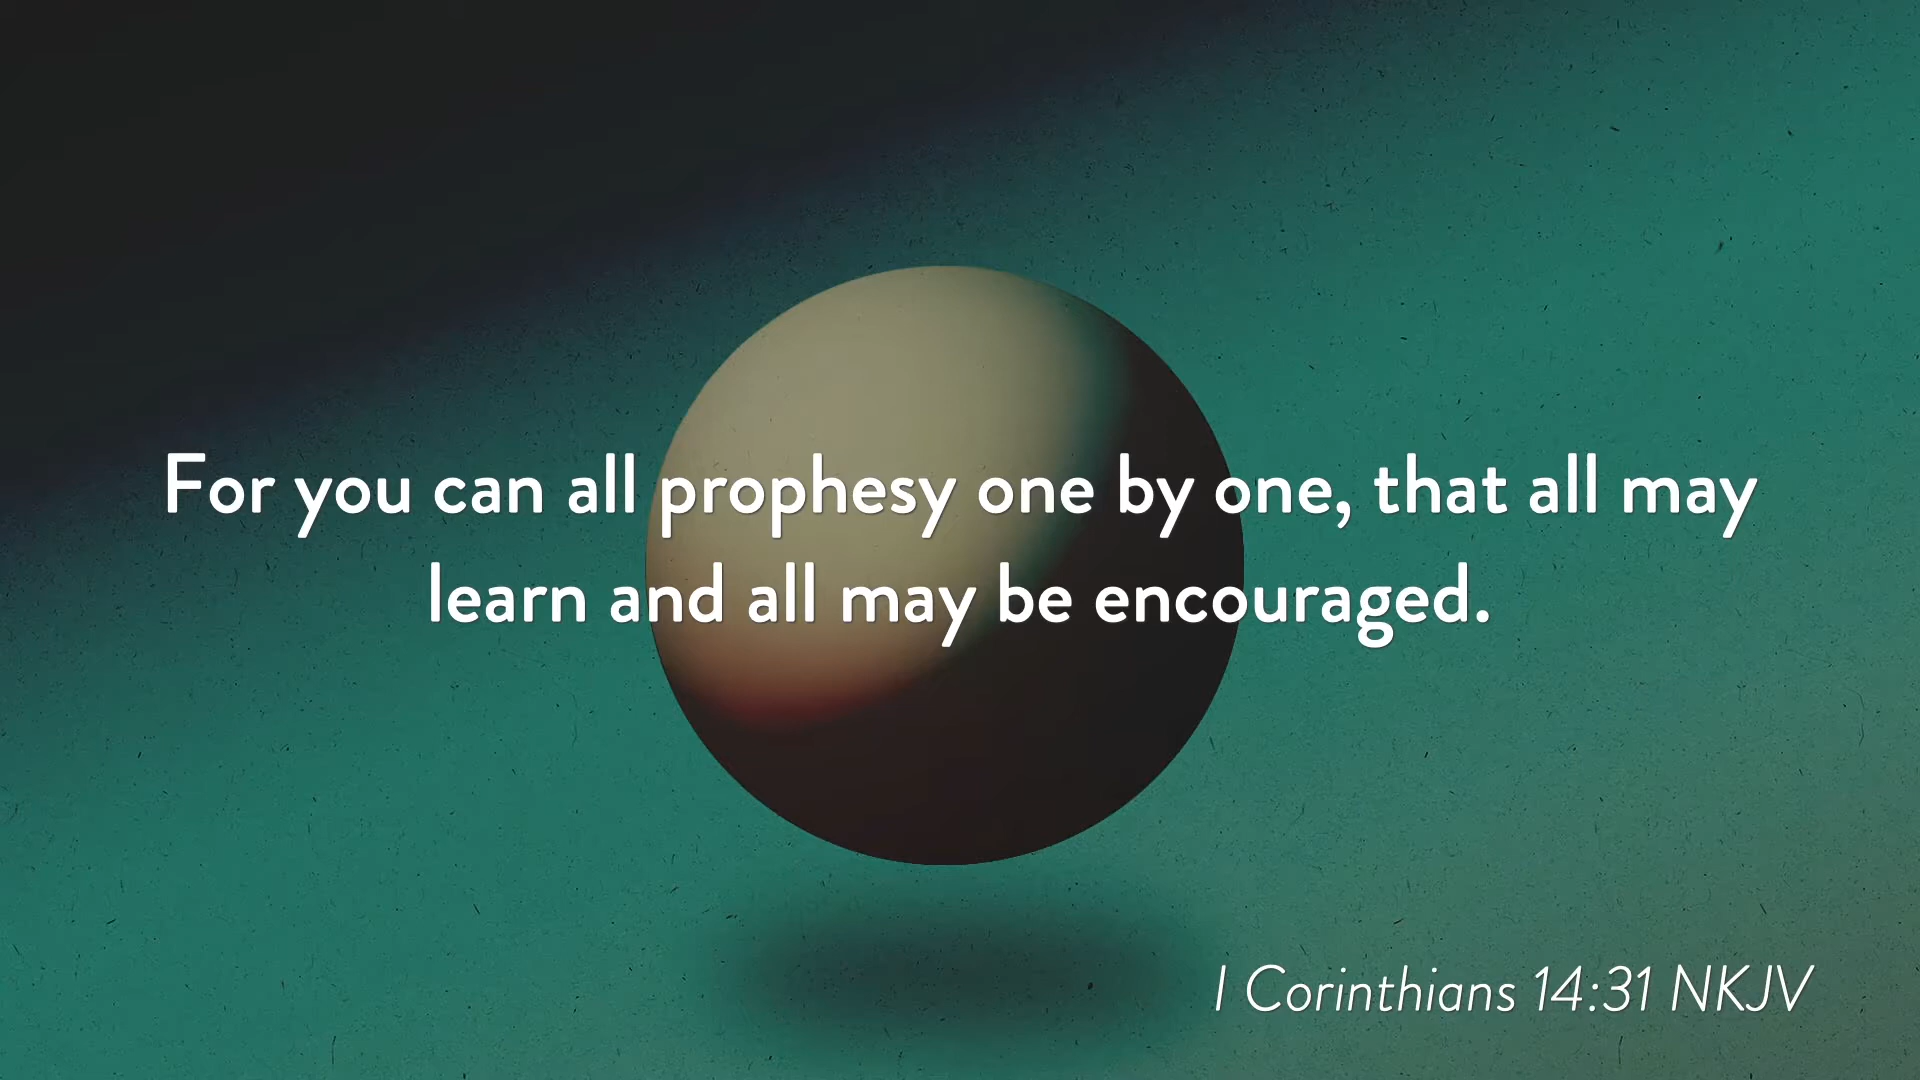 For you can all prophesy one by one, that all may
learn and all may be encouraged.
I Corinthians 14:31 NKJV